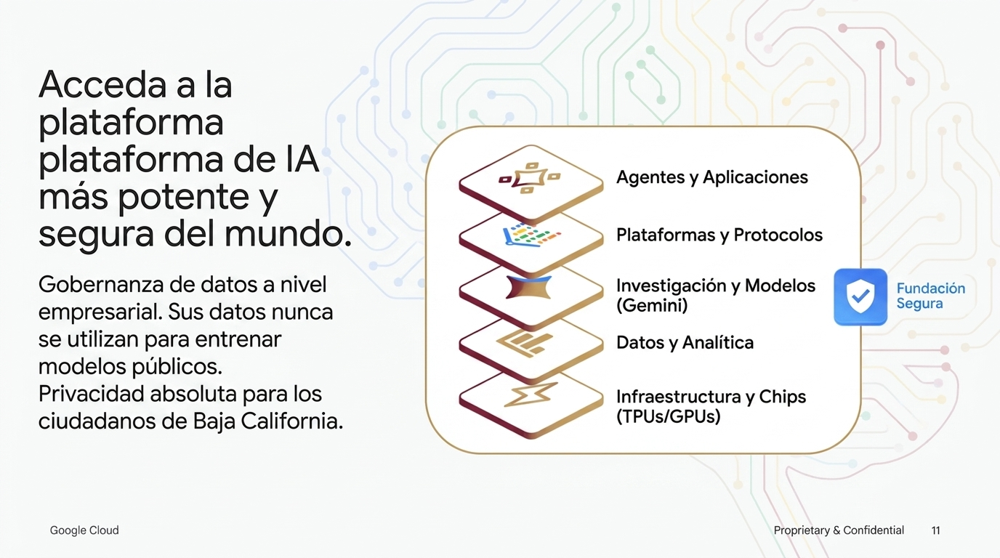 Acceda a la
plataforma
plataforma de IA
más potente y
segura del mundo.
Gobernanza de datos a nivel
empresarial. Sus datos nunca
se utilizan para entrenar
modelos públicos.
Privacidad absoluta para los
ciudadanos de Baja California.
Agentes y Aplicaciones
Plataformas y Protocolos
Investigación y Modelos
(Gemini)
Datos y Analítica
Infraestructura y Chips
(TPUs/GPUs)
Fundación
Segura
Google Cloud
Proprietary & Confidential
11